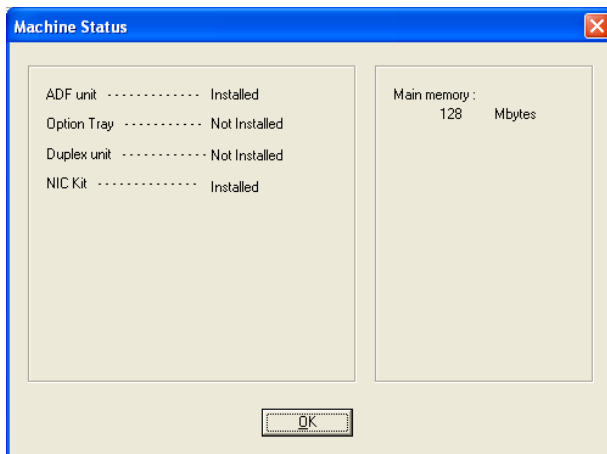 Machine Status
ADF unit ------------- Installed
Option Tray ----------- Not Installed
Duplex unit ------------ Not Installed
NIC Kit -------------- Installed
Main memory :
128 Mbytes
OK